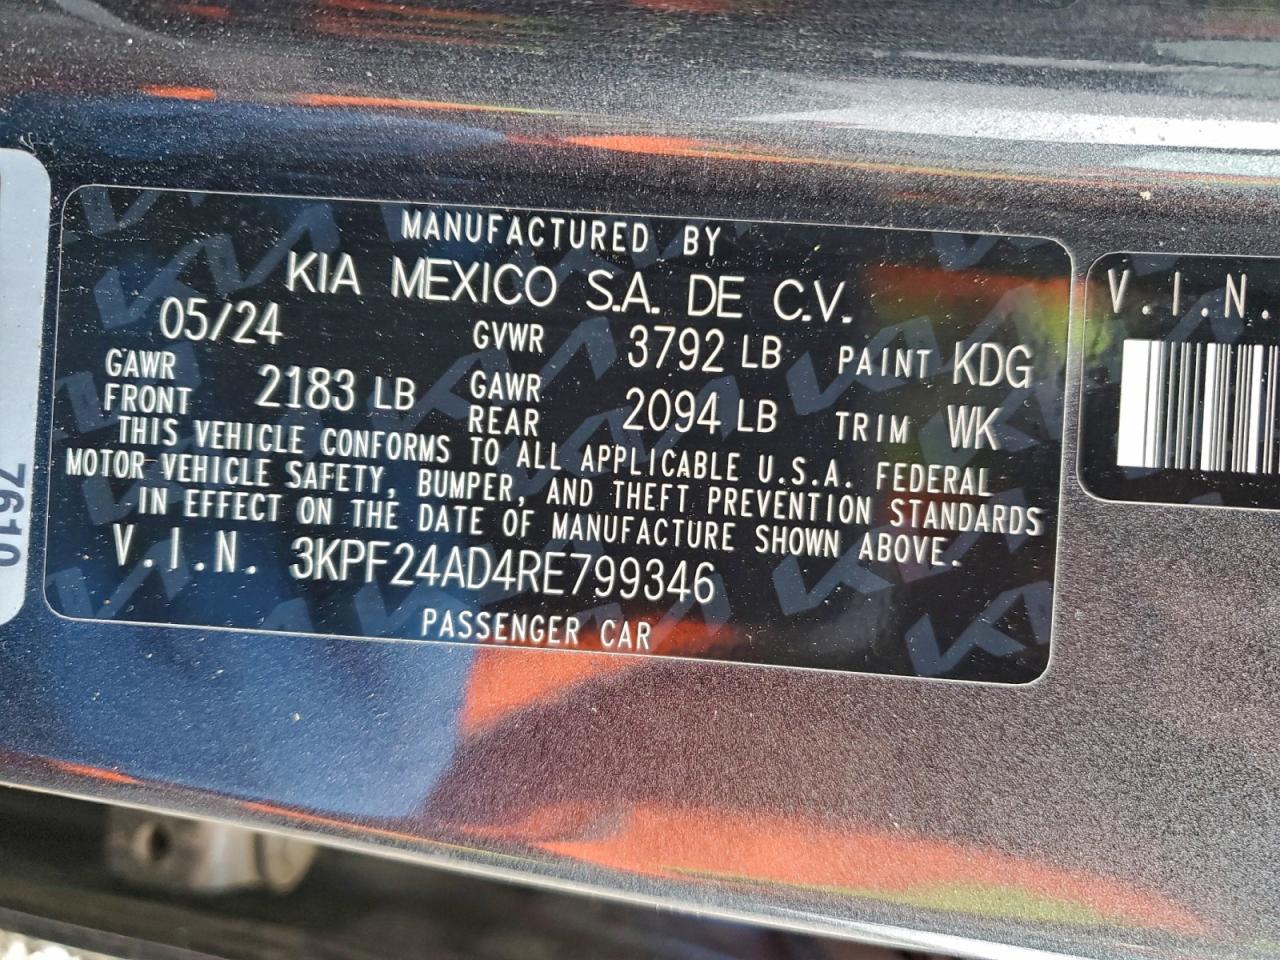 MANUFACTURED BY
KIA MEXICO S.A. DE C.V.
05/24 GVWR 3792 LB PAINT KDG
GAWR FRONT 2183 LB GAWR REAR 2094 LB TRIM WK
THIS VEHICLE CONFORMS TO ALL APPLICABLE U.S.A. FEDERAL
MOTOR VEHICLE SAFETY, BUMPER, AND THEFT PREVENTION STANDARDS
IN EFFECT ON THE DATE OF MANUFACTURE SHOWN ABOVE.
V.I.N. 3KPF24AD4RE799346
PASSENGER CAR
V.I.N.